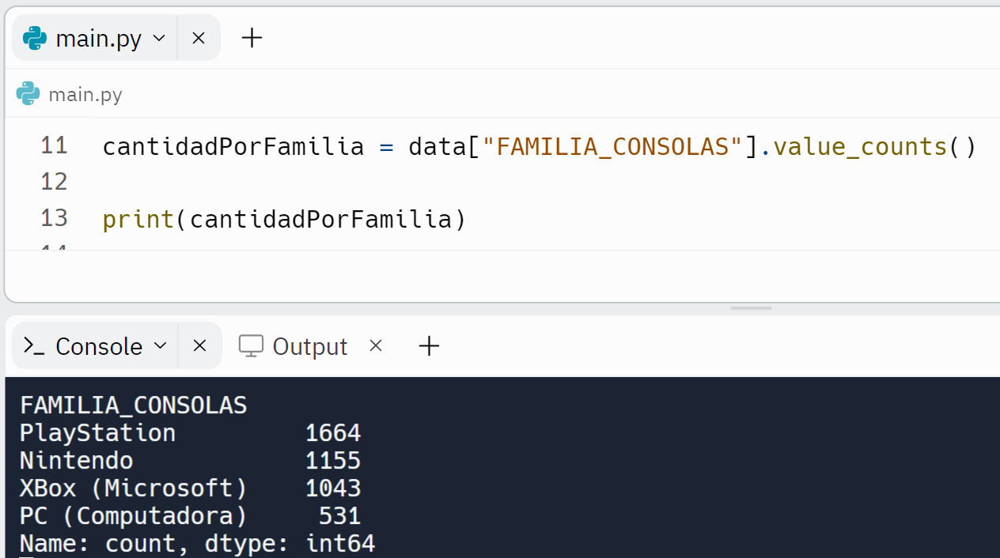 main.py
main.py
11 cantidadPorFamilia = data["FAMILIA_CONSOLAS"].value_counts()
12
13 print(cantidadPorFamilia)
Console Output
FAMILIA_CONSOLAS
PlayStation 1664
Nintendo 1155
XBox (Microsoft) 1043
PC (Computadora) 531
Name: count, dtype: int64